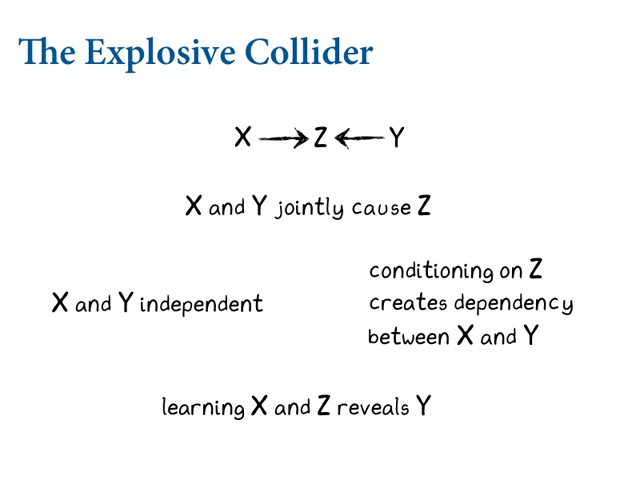 The Explosive Collider
X → Z ← Y
X and Y jointly cause Z
X and Y independent
conditioning on Z
creates dependency
between X and Y
learning X and Z reveals Y